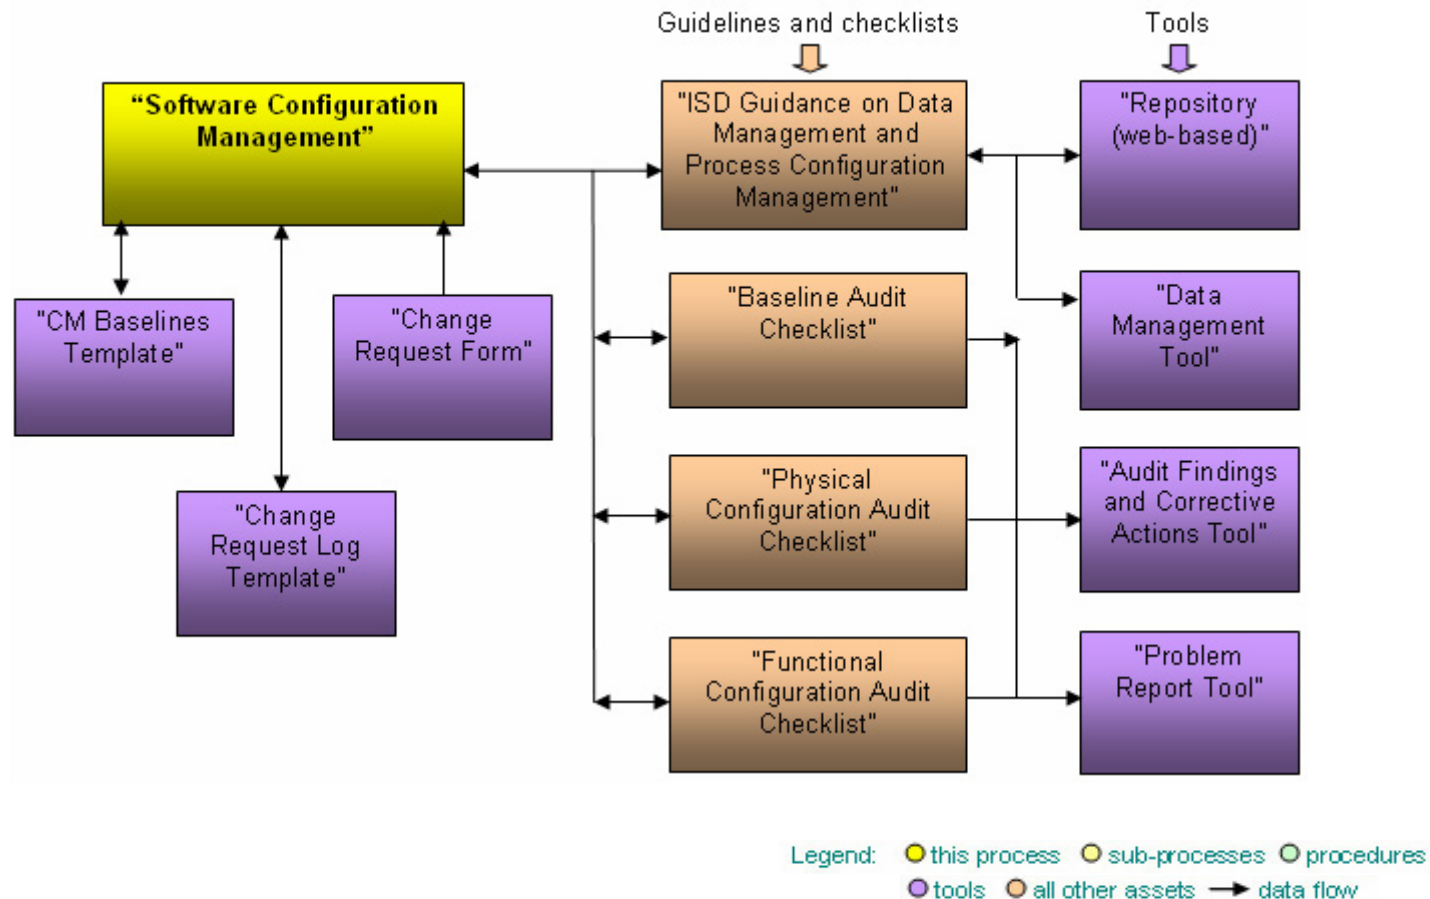 Guidelines and checklists
Tools
“Software Configuration
Management”
"ISD Guidance on Data
Management and
Process Configuration
Management"
"Repository
(web-based)"
"CM Baselines
Template"
"Change
Request Form"
"Baseline Audit
Checklist"
"Data
Management
Tool"
"Change
Request Log
Template"
"Physical
Configuration Audit
Checklist"
"Audit Findings
and Corrective
Actions Tool"
"Functional
Configuration Audit
Checklist"
"Problem
Report Tool"
Legend: this process sub-processes procedures
tools all other assets data flow